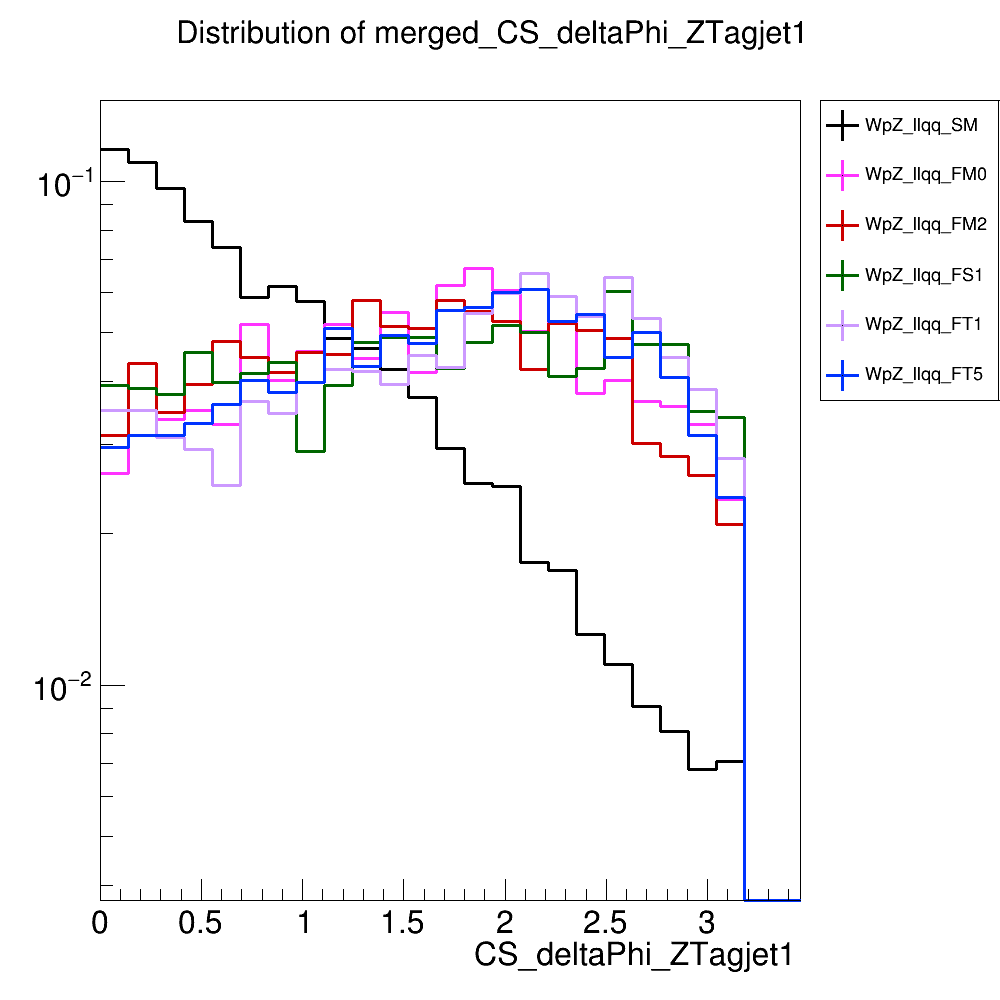 Distribution of merged_CS_deltaPhi_ZTagjet1
WpZ_llqq_SM
WpZ_llqq_FM0
WpZ_llqq_FM2
WpZ_llqq_FS1
WpZ_llqq_FT1
WpZ_llqq_FT5
10⁻¹
10⁻²
0 0.5 1 1.5 2 2.5 3
CS_deltaPhi_ZTagjet1